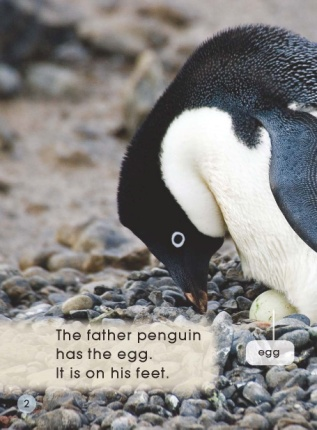 The father penguin
has the egg.
It is on his feet.
egg
2